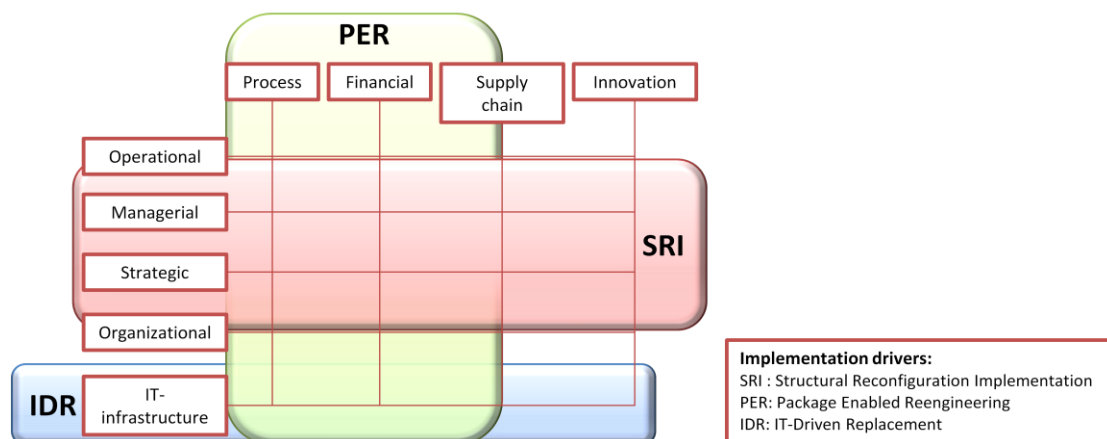 PER
Process
Financial
Supply
chain
Innovation
Operational
Managerial
SRI
Strategic
Organizational
IDR
IT-
infrastructure
Implementation drivers:
SRI : Structural Reconfiguration Implementation
PER: Package Enabled Reengineering
IDR: IT-Driven Replacement